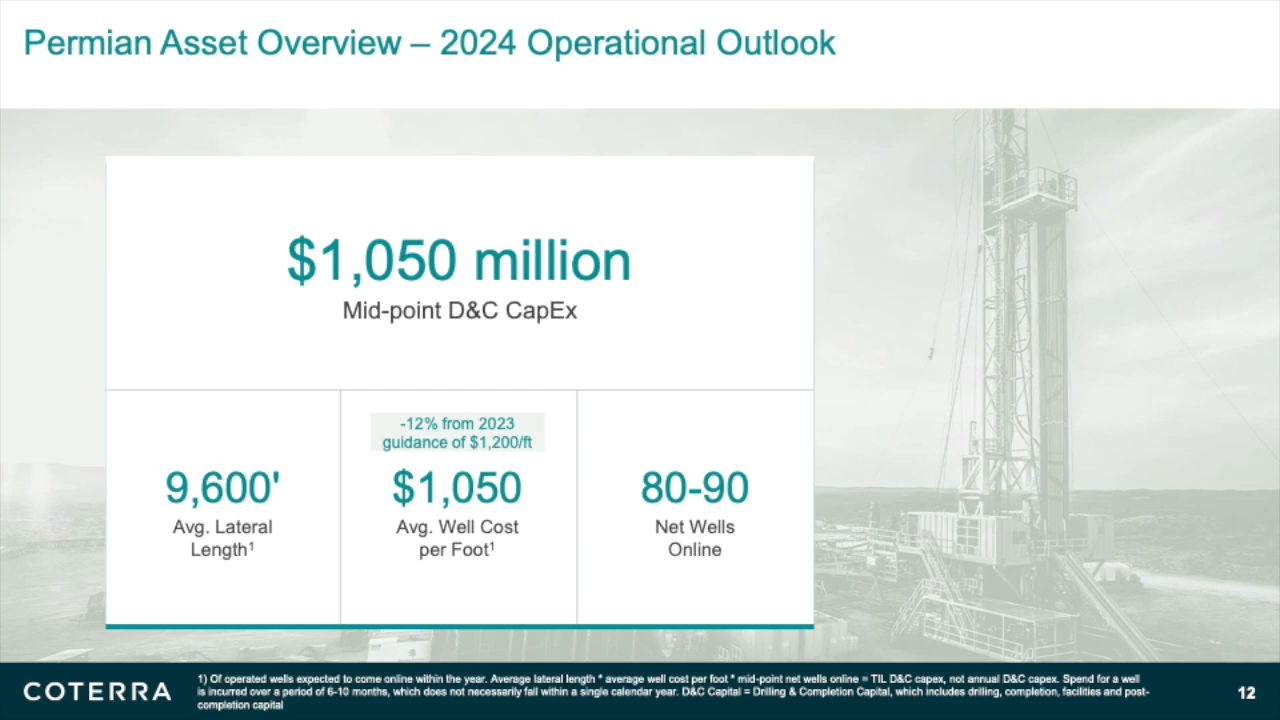 Permian Asset Overview – 2024 Operational Outlook
$1,050 million
Mid-point D&C CapEx
9,600'
Avg. Lateral
Length¹
-12% from 2023
guidance of $1,200/ft
$1,050
Avg. Well Cost
per Foot¹
80-90
Net Wells
Online
COTERRA
1) Of operated wells expected to come online within the year. Average lateral length * average well cost per foot * mid-point net wells online = TIL D&C capex, not annual D&C capex. Spend for a well
is incurred over a period of 6-10 months, which does not necessarily fall within a single calendar year. D&C Capital = Drilling & Completion Capital, which includes drilling, completion, facilities and post-
completion capital
12